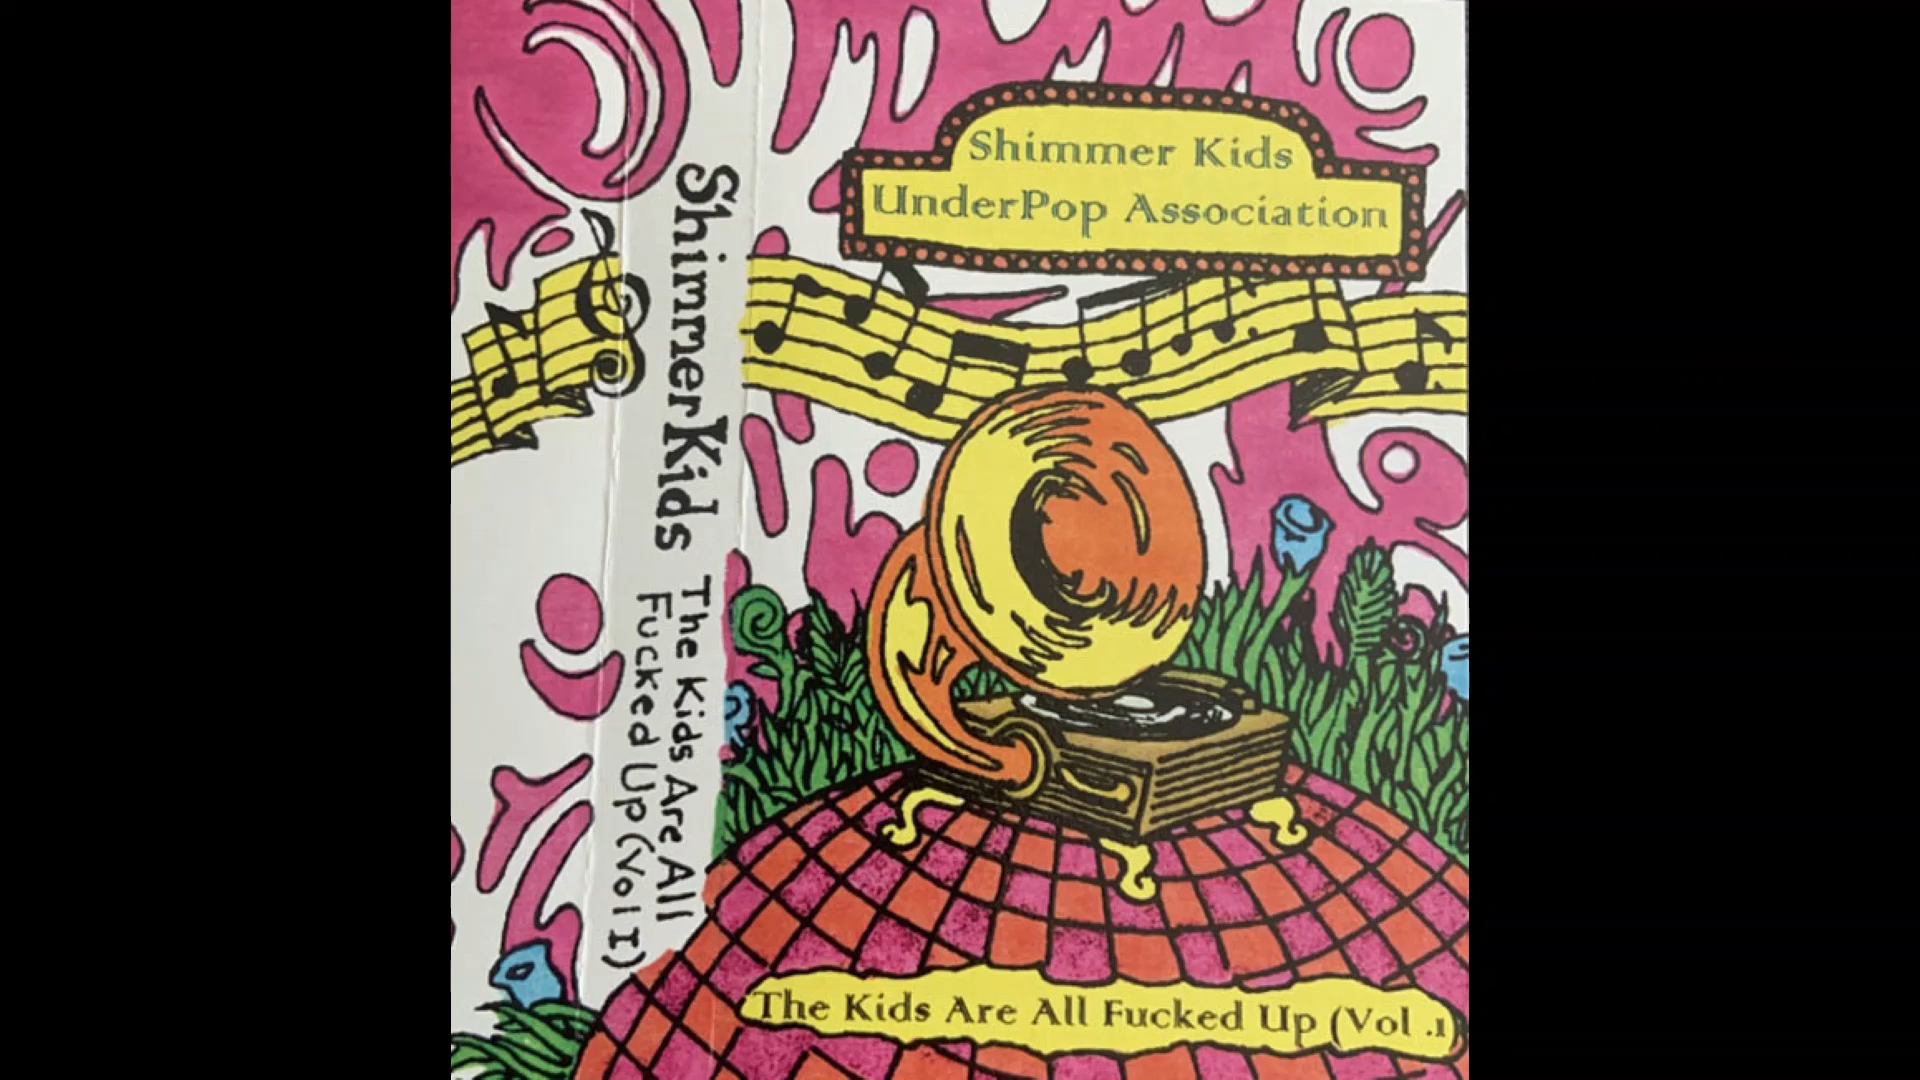 Shimmer Kids
UnderPop Association
Shimmer Kids
The Kids Are All
Fucked Up (Vol I)
The Kids Are All Fucked Up (Vol .1)